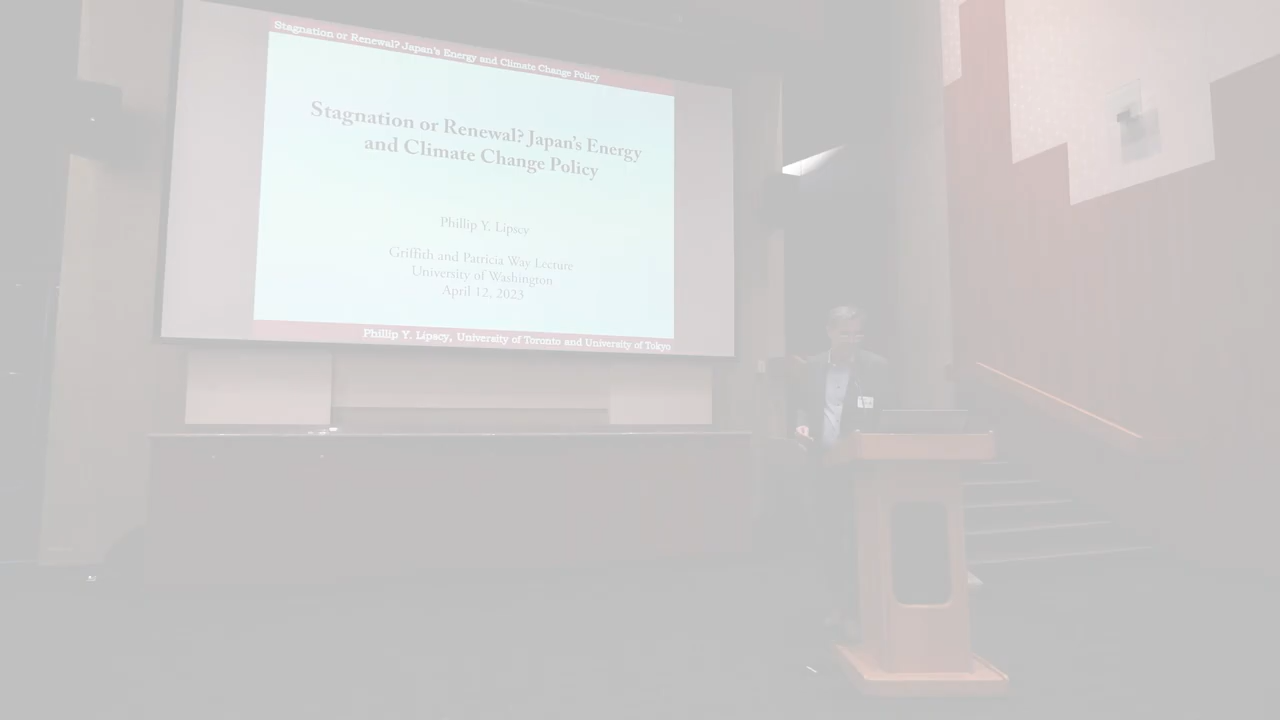 Stagnation or Renewal? Japan's Energy and Climate Change Policy
Stagnation or Renewal? Japan's Energy
and Climate Change Policy
Phillip Y. Lipscy
Griffith and Patricia Way Lecture
University of Washington
April 12, 2023
Phillip Y. Lipscy, University of Toronto and University of Tokyo